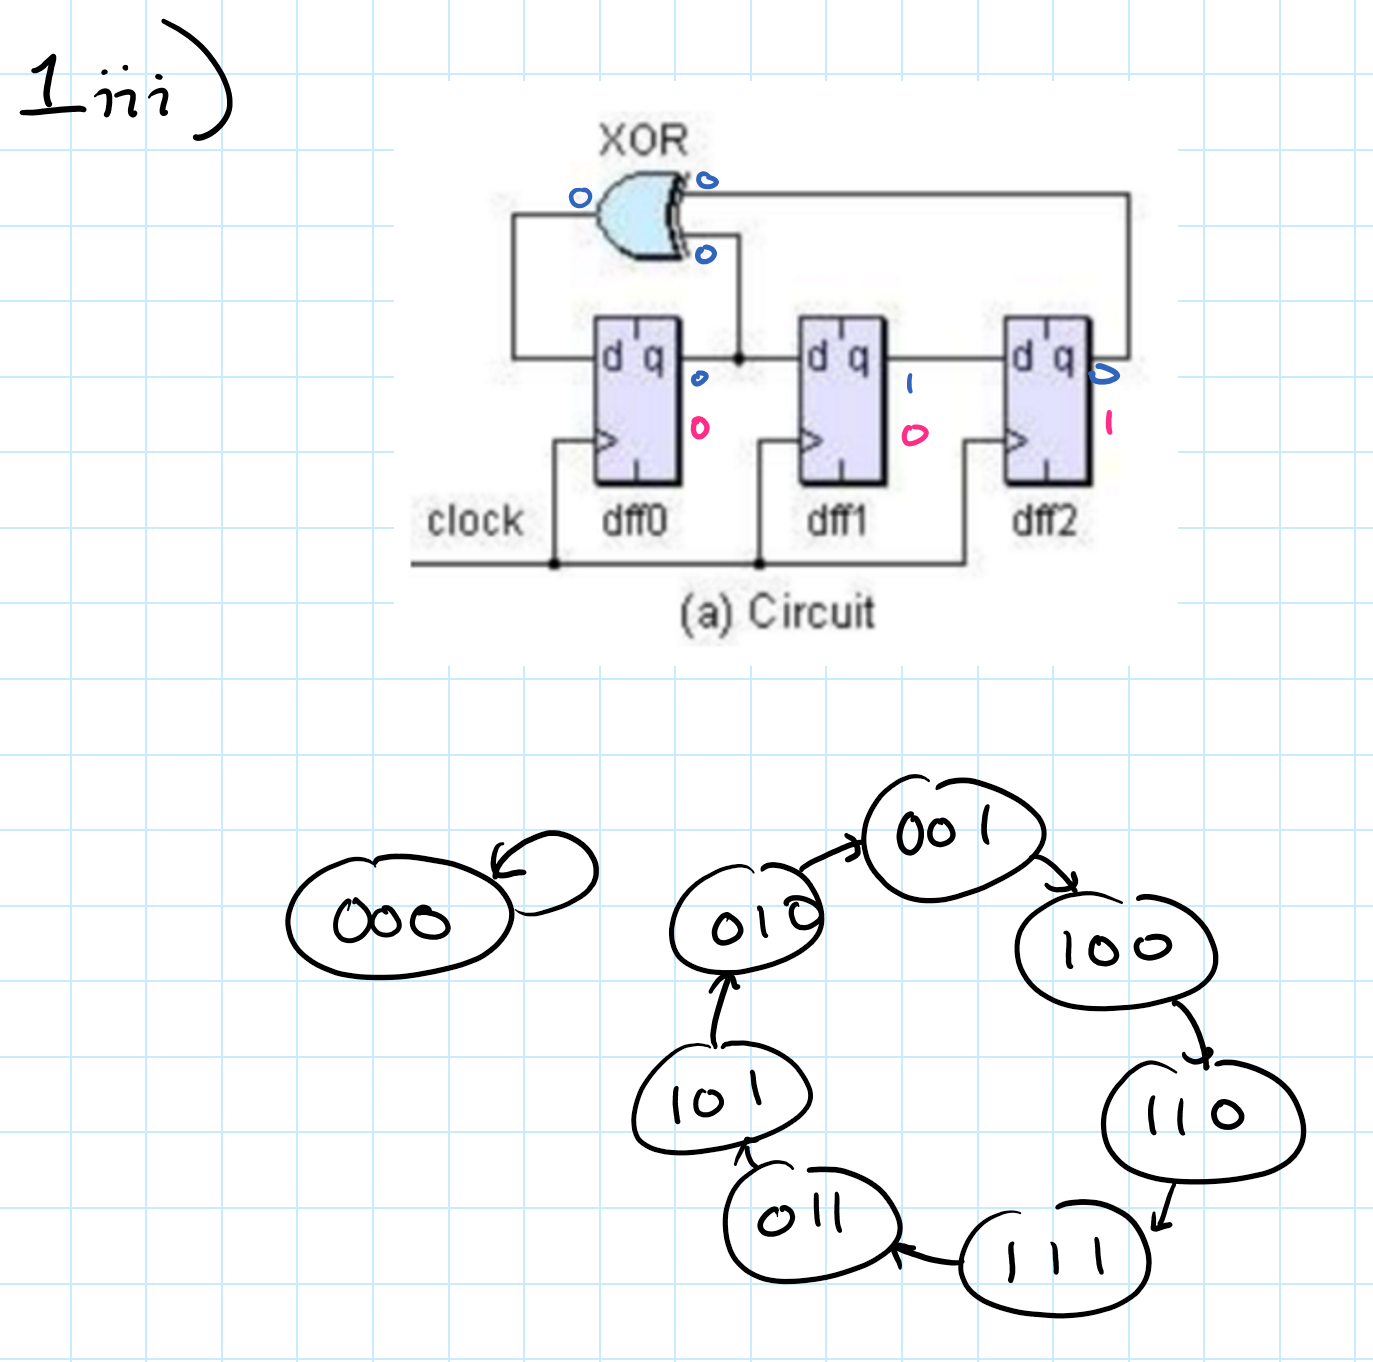 1 iii)
XOR
0 0
0
d q d q d q
0 1 0
0 0 1
clock dff0 dff1 dff2
(a) Circuit
001
000 010 100
101 110
011 111